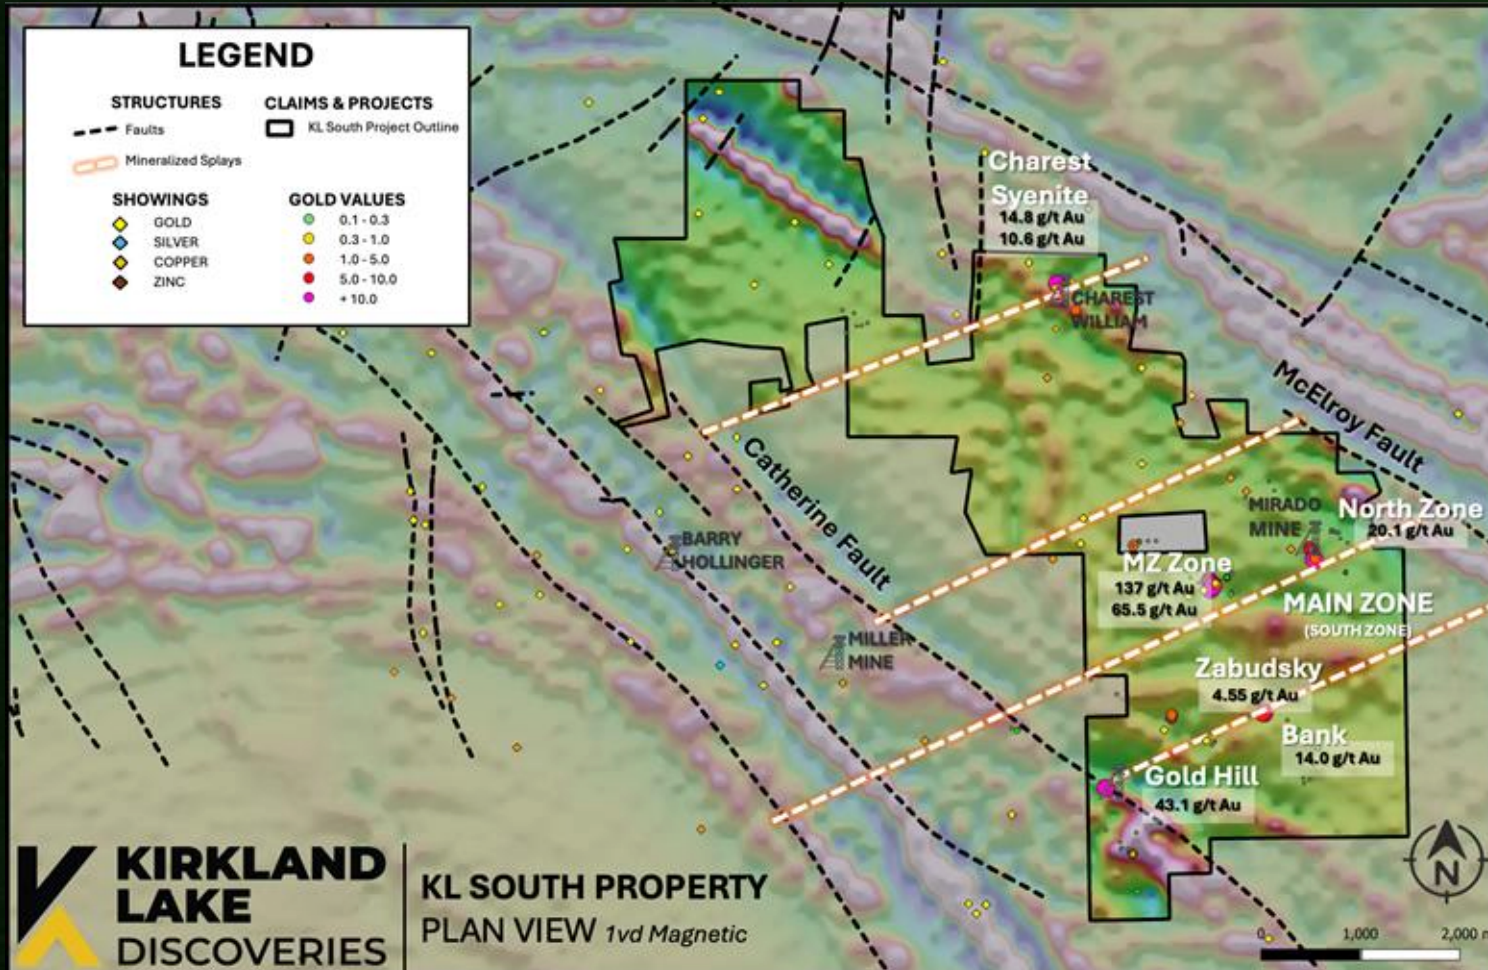 LEGEND
STRUCTURES
Faults
Mineralized Splays
CLAIMS & PROJECTS
KL South Project Outline
SHOWINGS
GOLD
SILVER
COPPER
ZINC
GOLD VALUES
0.1 - 0.3
0.3 - 1.0
1.0 - 5.0
5.0 - 10.0
+ 10.0
Charest
Syenite
14.8 g/t Au
10.6 g/t Au
CHAREST
WILLIAM
McElroy Fault
Catherine Fault
BARRY
HOLLINGER
MILLER
MINE
MIRADO
MINE
North Zone
20.1 g/t Au
MZ Zone
137 g/t Au
65.5 g/t Au
MAIN ZONE
(SOUTH ZONE)
Zabudsky
4.55 g/t Au
Bank
14.0 g/t Au
Gold Hill
43.1 g/t Au
N
0 1,000 2,000 m
KIRKLAND
LAKE
DISCOVERIES
KL SOUTH PROPERTY
PLAN VIEW 1vd Magnetic